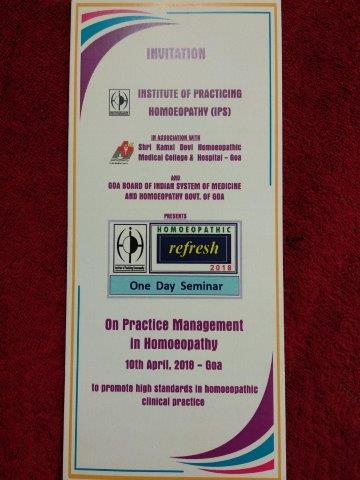 INVITATION
INSTITUTE OF PRACTICING
HOMOEOPATHY (IPS)
IN ASSOCIATION WITH
Shri Kamxi Devi Homoeopathic
Medical College & Hospital – Goa
AND
GOA BOARD OF INDIAN SYSTEM OF MEDICINE
AND HOMOEOPATHY GOVT. OF GOA
PRESENTS
HOMOEOPATHIC
refresh
2018
One Day Seminar
On Practice Management
in Homoeopathy
10th April, 2018 – Goa
to promote high standards in homoeopathic
clinical practice